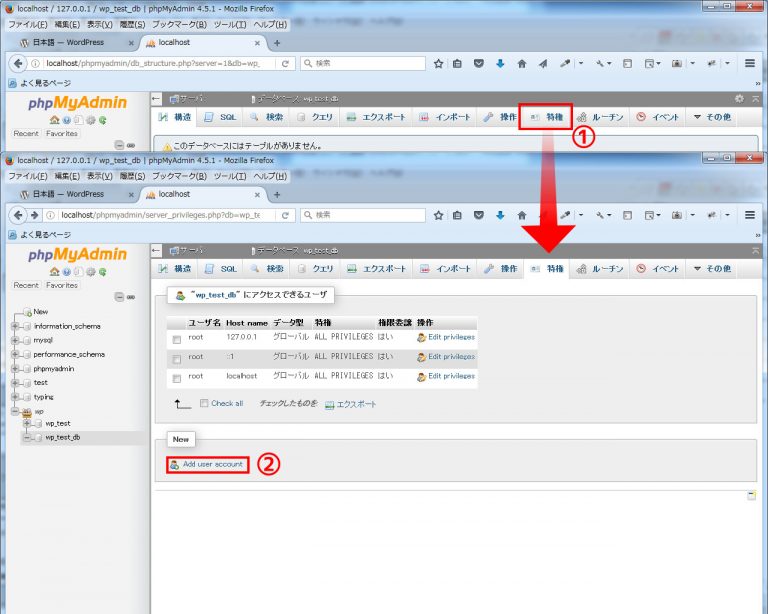 localhost / 127.0.0.1 / wp_test_db | phpMyAdmin 4.5.1 - Mozilla Firefox
ファイル(F) 編集(E) 表示(V) 履歴(S) ブックマーク(B) ツール(T) ヘルプ(H)
日本語 — WordPress × localhost × +
localhost/phpmyadmin/db_structure.php?server=1&db=wp_ 検索
よく見るページ »
phpMyAdmin
サーバ データベース wp_test_db
構造 SQL 検索 クエリ エクスポート インポート 操作 特権 ルーチン イベント その他
①
Recent Favorites
このデータベースにはテーブルがありません。
localhost / 127.0.0.1 / wp_test_db | phpMyAdmin 4.5.1 - Mozilla Firefox
ファイル(F) 編集(E) 表示(V) 履歴(S) ブックマーク(B) ツール(T) ヘルプ(H)
日本語 — WordPress × localhost × +
localhost/phpmyadmin/server_privileges.php?db=wp_te 検索
よく見るページ »
phpMyAdmin
サーバ データベース wp_test_db
構造 SQL 検索 クエリ エクスポート インポート 操作 特権 ルーチン イベント その他
Recent Favorites
New
information_schema
mysql
performance_schema
phpmyadmin
test
typing
wp
wp_test
wp_test_db
"wp_test_db" にアクセスできるユーザ
ユーザ名 Host name データ型 特権 権限委譲 操作
root 127.0.0.1 グローバル ALL PRIVILEGES はい Edit privileges
root ::1 グローバル ALL PRIVILEGES はい Edit privileges
root localhost グローバル ALL PRIVILEGES はい Edit privileges
Check all チェックしたものを: エクスポート
New
Add user account ②